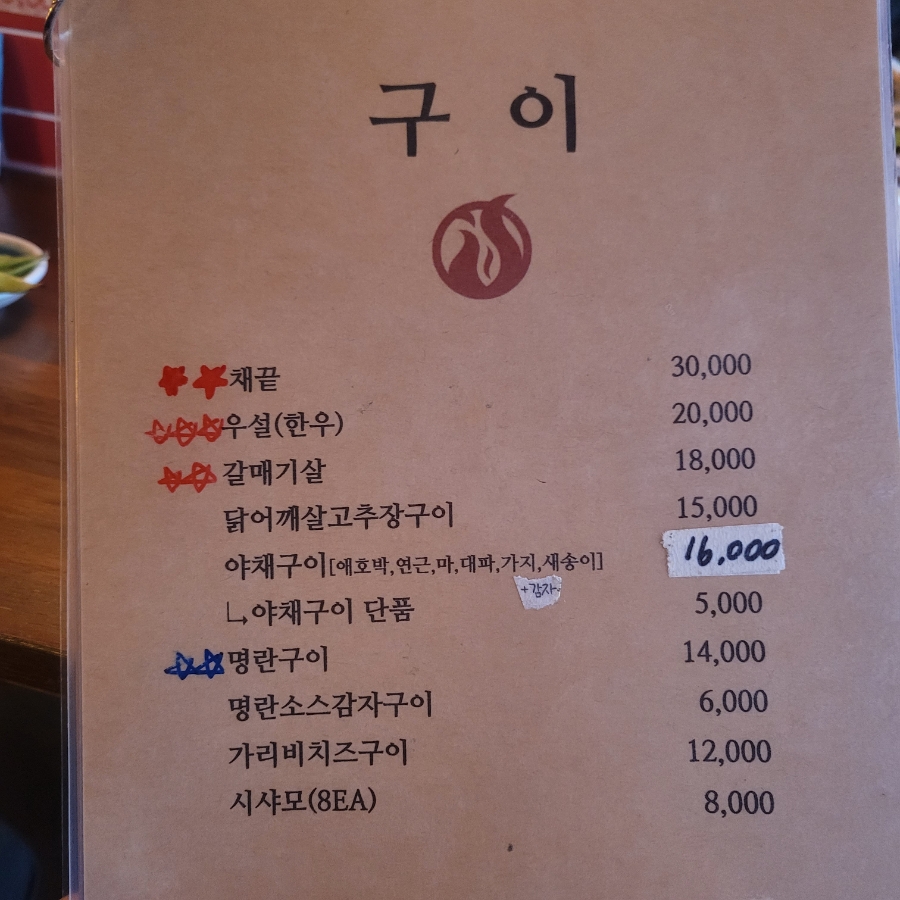 구 이
채끝 30,000
우설(한우) 20,000
갈매기살 18,000
닭어깨살고추장구이 15,000
야채구이[애호박,연근,마,대파,가지,새송이] 16,000
+감자
ㄴ야채구이 단품 5,000
명란구이 14,000
명란소스감자구이 6,000
가리비치즈구이 12,000
시샤모(8EA) 8,000